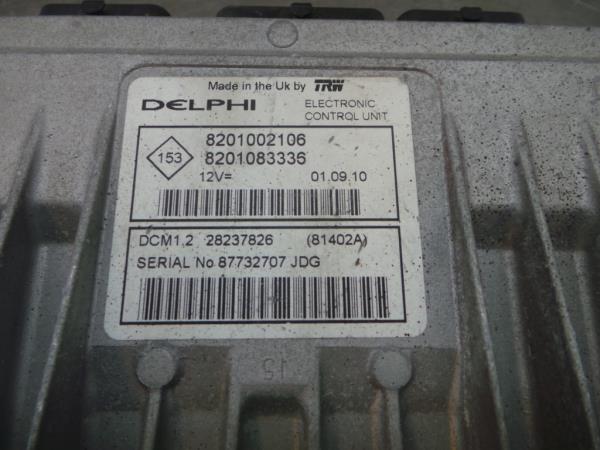 Made in the Uk by TRW
DELPHI
ELECTRONIC
CONTROL UNIT
153
8201002106
8201083336
12V= 01.09.10
DCM1,2 28237826 (81402A)
SERIAL No 87732707 JDG
15